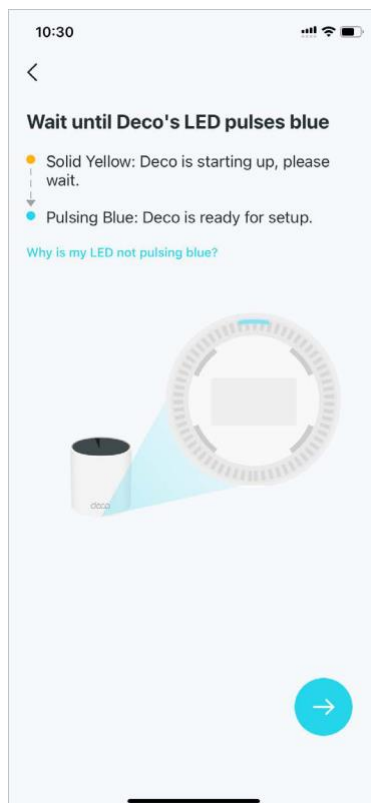 10:30
Wait until Deco's LED pulses blue
Solid Yellow: Deco is starting up, please
wait.
Pulsing Blue: Deco is ready for setup.
Why is my LED not pulsing blue?
deco